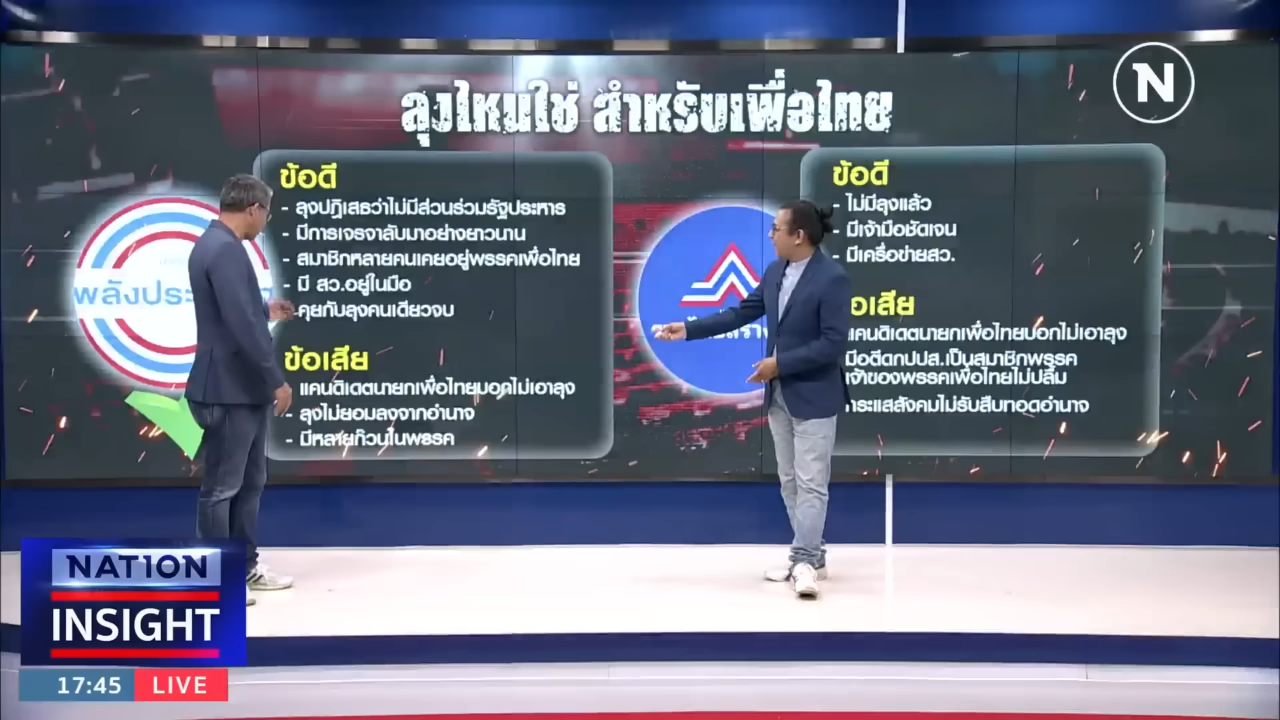 ลุงไหนใช่ สำหรับเพื่อไทย
N
ข้อดี
- ลุงปฏิเสธว่าไม่มีส่วนร่วมรัฐประหาร
- มีการเจรจาลับมาอย่างยาวนาน
- สมาชิกหลายคนเคยอยู่พรรคเพื่อไทย
- มี สว.อยู่ในมือ
- คุยกับลุงคนเดียวจบ
ข้อเสีย
แคนดิเดตนายกเพื่อไทยบอกไม่เอาลุง
- ลุงไม่ยอมลงจากอำนาจ
- มีหลายก๊วนในพรรค
พลังประ
ข้อดี
- ไม่มีลุงแล้ว
- มีเจ้ามือชัดเจน
- มีเครือข่ายสว.
อเสีย
แคนดิเดตนายกเพื่อไทยบอกไม่เอาลุง
มือตีดกปปส.เป็นสมาชิกพรรค
เจ้าของพรรคเพื่อไทยไม่ปลื้ม
กระแสสังคมไม่รับสืบทอดอำนาจ
NATION
INSIGHT
17:45 LIVE